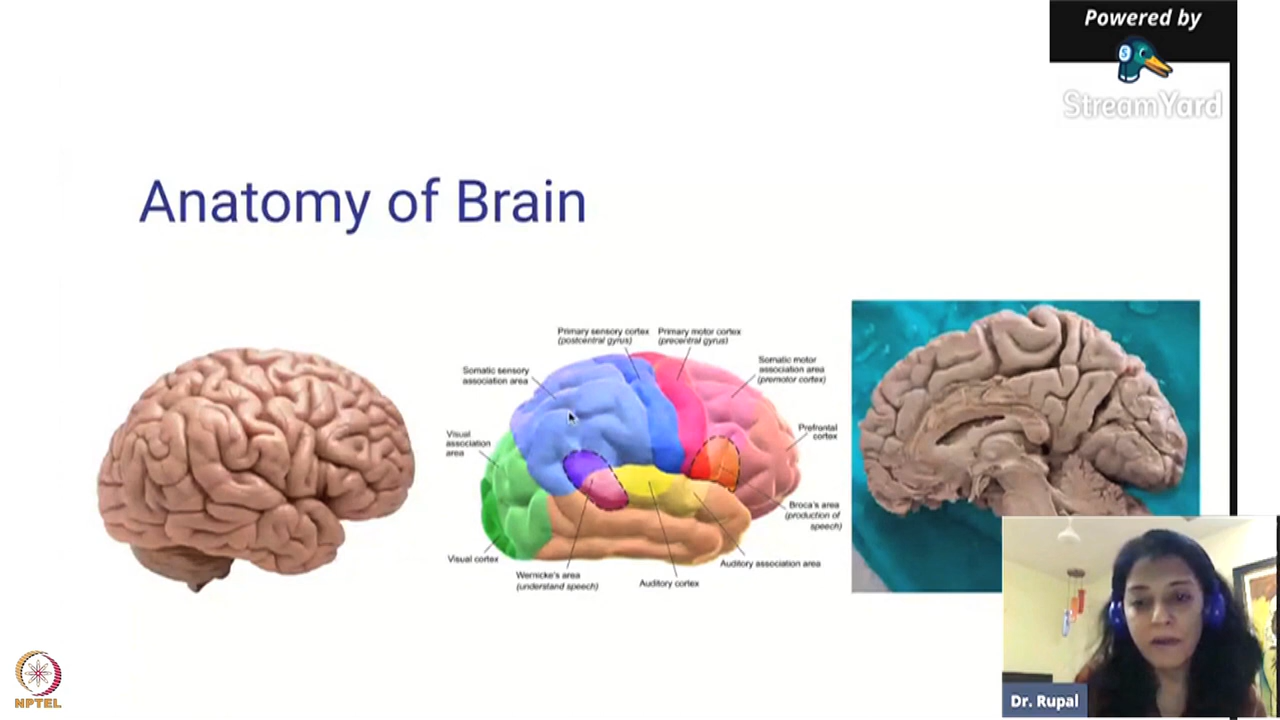 Powered by
StreamYard
Anatomy of Brain
Primary sensory cortex
(postcentral gyrus)
Primary motor cortex
(precentral gyrus)
Somatic sensory
association area
Somatic motor
association area
(premotor cortex)
Visual
association
area
Prefrontal
cortex
Broca's area
(production of
speech)
Visual cortex
Wernicke's area
(understand speech)
Auditory cortex
Auditory association area
S
NPTEL
Dr. Rupal